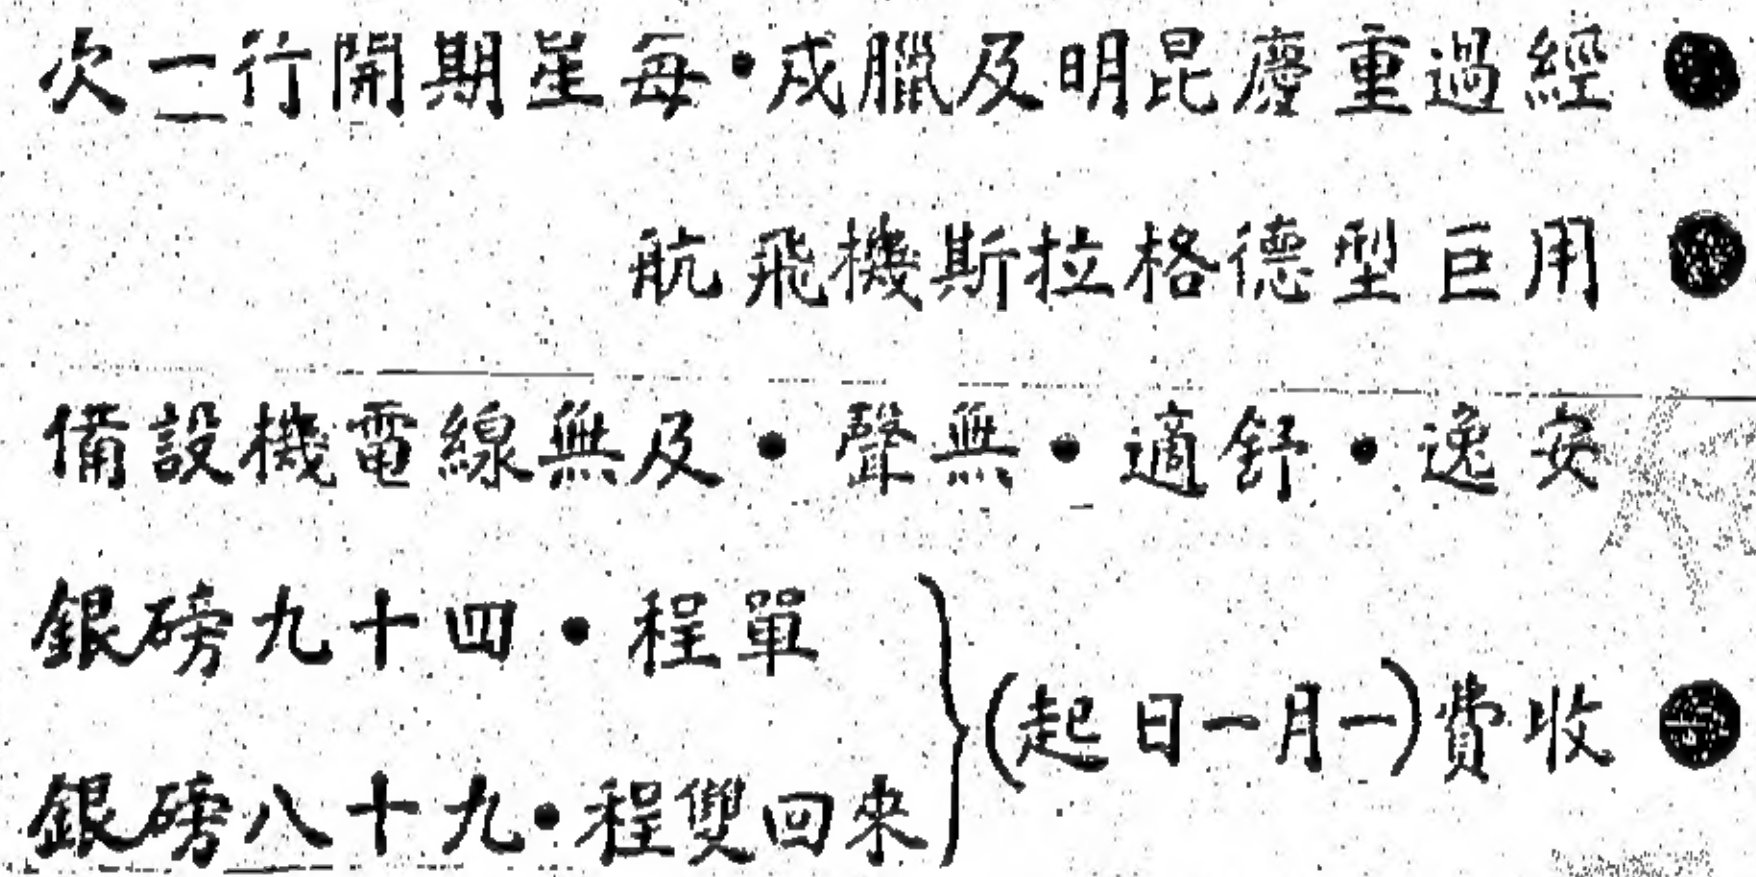 ●經過重慶昆明及臘戍・每星期開行一次
●用巨型德格拉斯機飛航
安逸・舒適・無聲・及無線電機設備
●收費(一月一日起)
單程・四十九磅銀
來回雙程・九十八磅銀